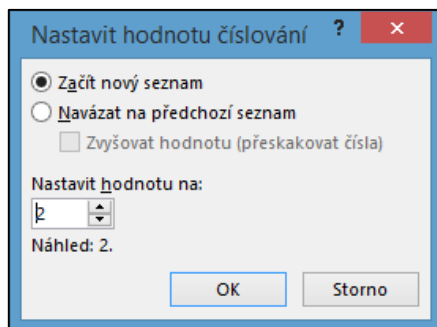 Nastavit hodnotu číslování ? ×
Začít nový seznam
Navázat na předchozí seznam
Zvyšovat hodnotu (přeskakovat čísla)
Nastavit hodnotu na:
2
Náhled: 2.
OK Storno